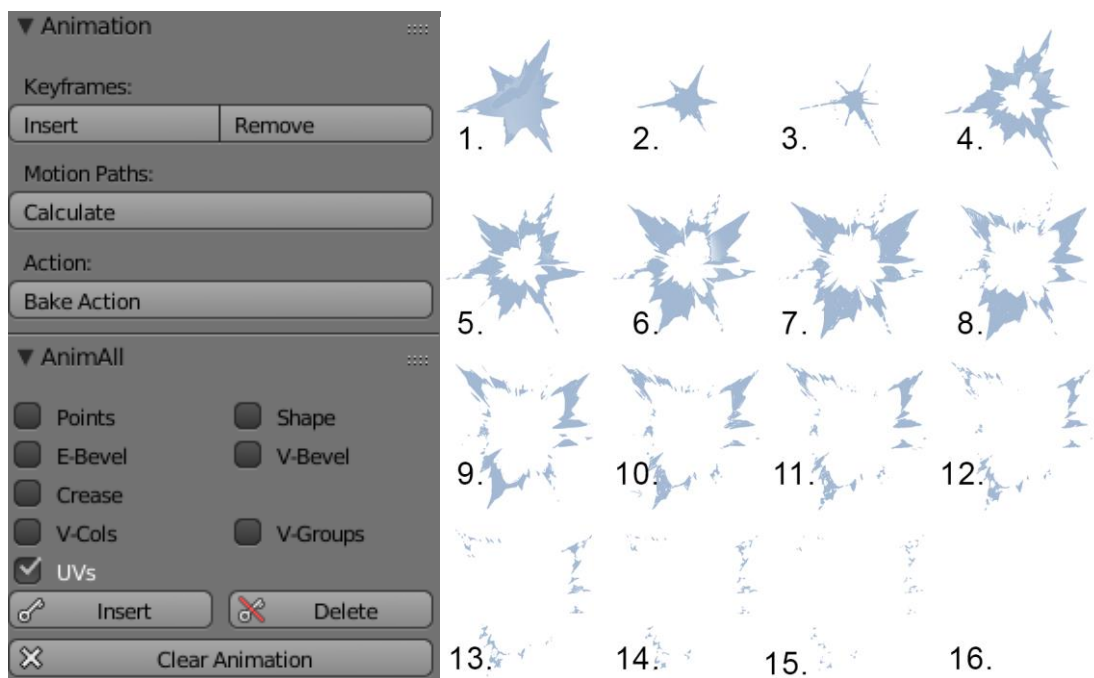 Animation
Keyframes:
Insert Remove
Motion Paths:
Calculate
Action:
Bake Action
AnimAll
Points Shape
E-Bevel V-Bevel
Crease
V-Cols V-Groups
UVs
Insert Delete
Clear Animation
1. 2. 3. 4.
5. 6. 7. 8.
9. 10. 11. 12.
13. 14. 15. 16.